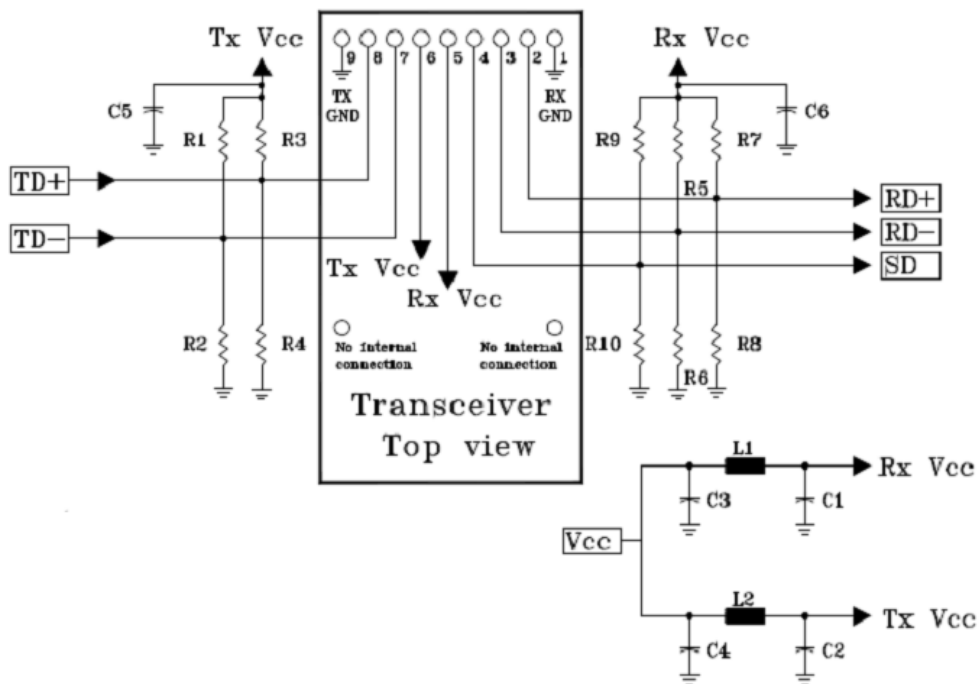 Tx Vcc
Rx Vcc
9 8 7 6 5 4 3 2 1
TX
GND
RX
GND
C5
R1
R3
R9
R7
C6
TD+
R5
RD+
TD-
RD-
SD
Tx Vcc
Rx Vcc
R2
R4
No internal
connection
No internal
connection
R10
R8
R6
Transceiver
Top view
L1
Rx Vcc
C3
C1
Vcc
L2
Tx Vcc
C4
C2